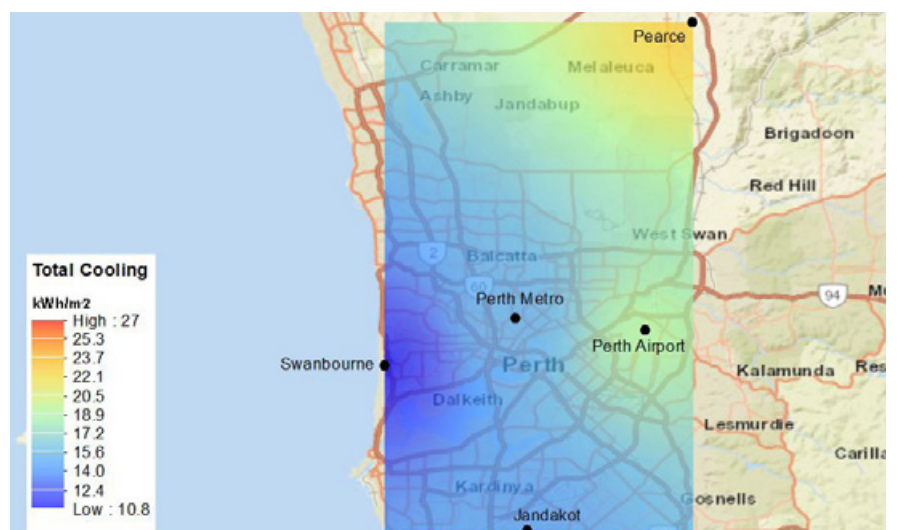 Pearce
Carramar
Melaleuca
Ashby
Jandabup
Brigadoon
Red Hill
West Swan
2
Balcatta
Total Cooling
kWh/m2
High : 27
25.3
23.7
22.1
20.5
18.9
17.2
15.6
14.0
12.4
Low : 10.8
60
Perth Metro
94
Perth Airport
Swanbourne
Perth
Kalamunda
Dalkeith
Lesmurdie
Kardinya
Gosnells
Jandakot